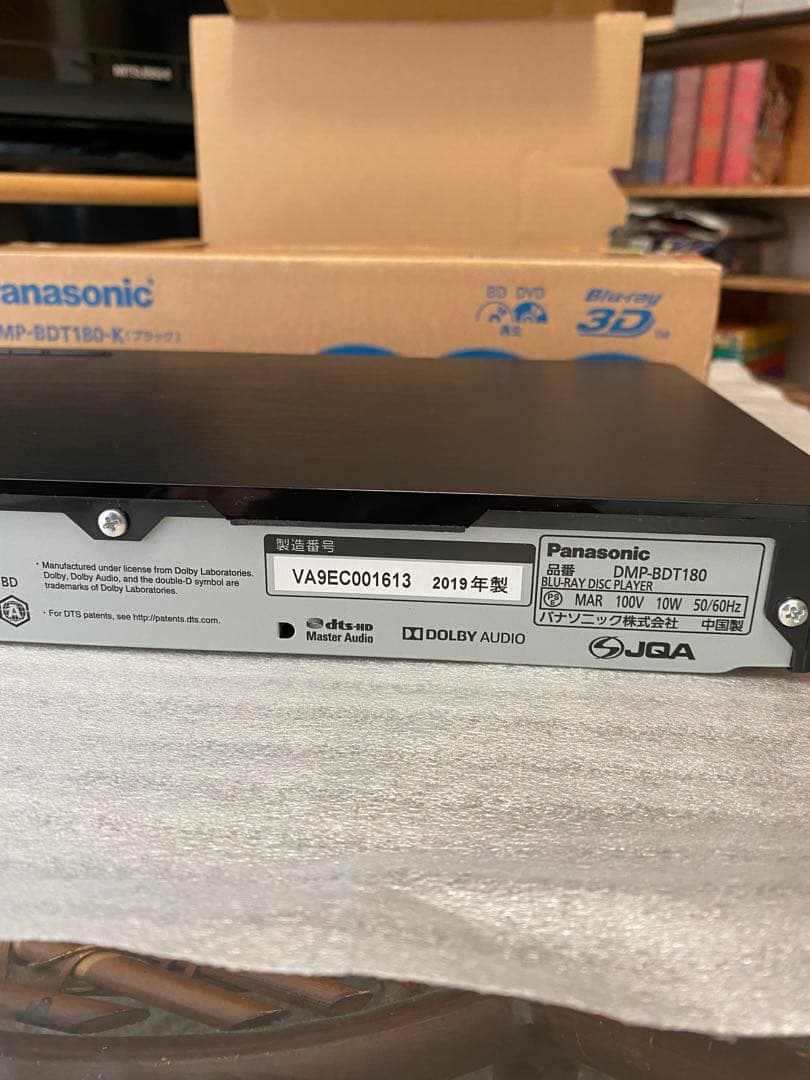 MITSUBISHI
anasonic
MP-BDT180-K(ブラック)
BD DVD
再生
Blu-ray
3D TM
BD
・Manufactured under license from Dolby Laboratories.
Dolby, Dolby Audio, and the double-D symbol are
trademarks of Dolby Laboratories.
・For DTS patents, see http://patents.dts.com.
製造番号
VA9EC001613 2019年製
dts-HD
Master Audio
DOLBY AUDIO
Panasonic
品番 DMP-BDT180
BLU-RAY DISC PLAYER
PSE MAR 100V 10W 50/60Hz
パナソニック株式会社 中国製
JQA